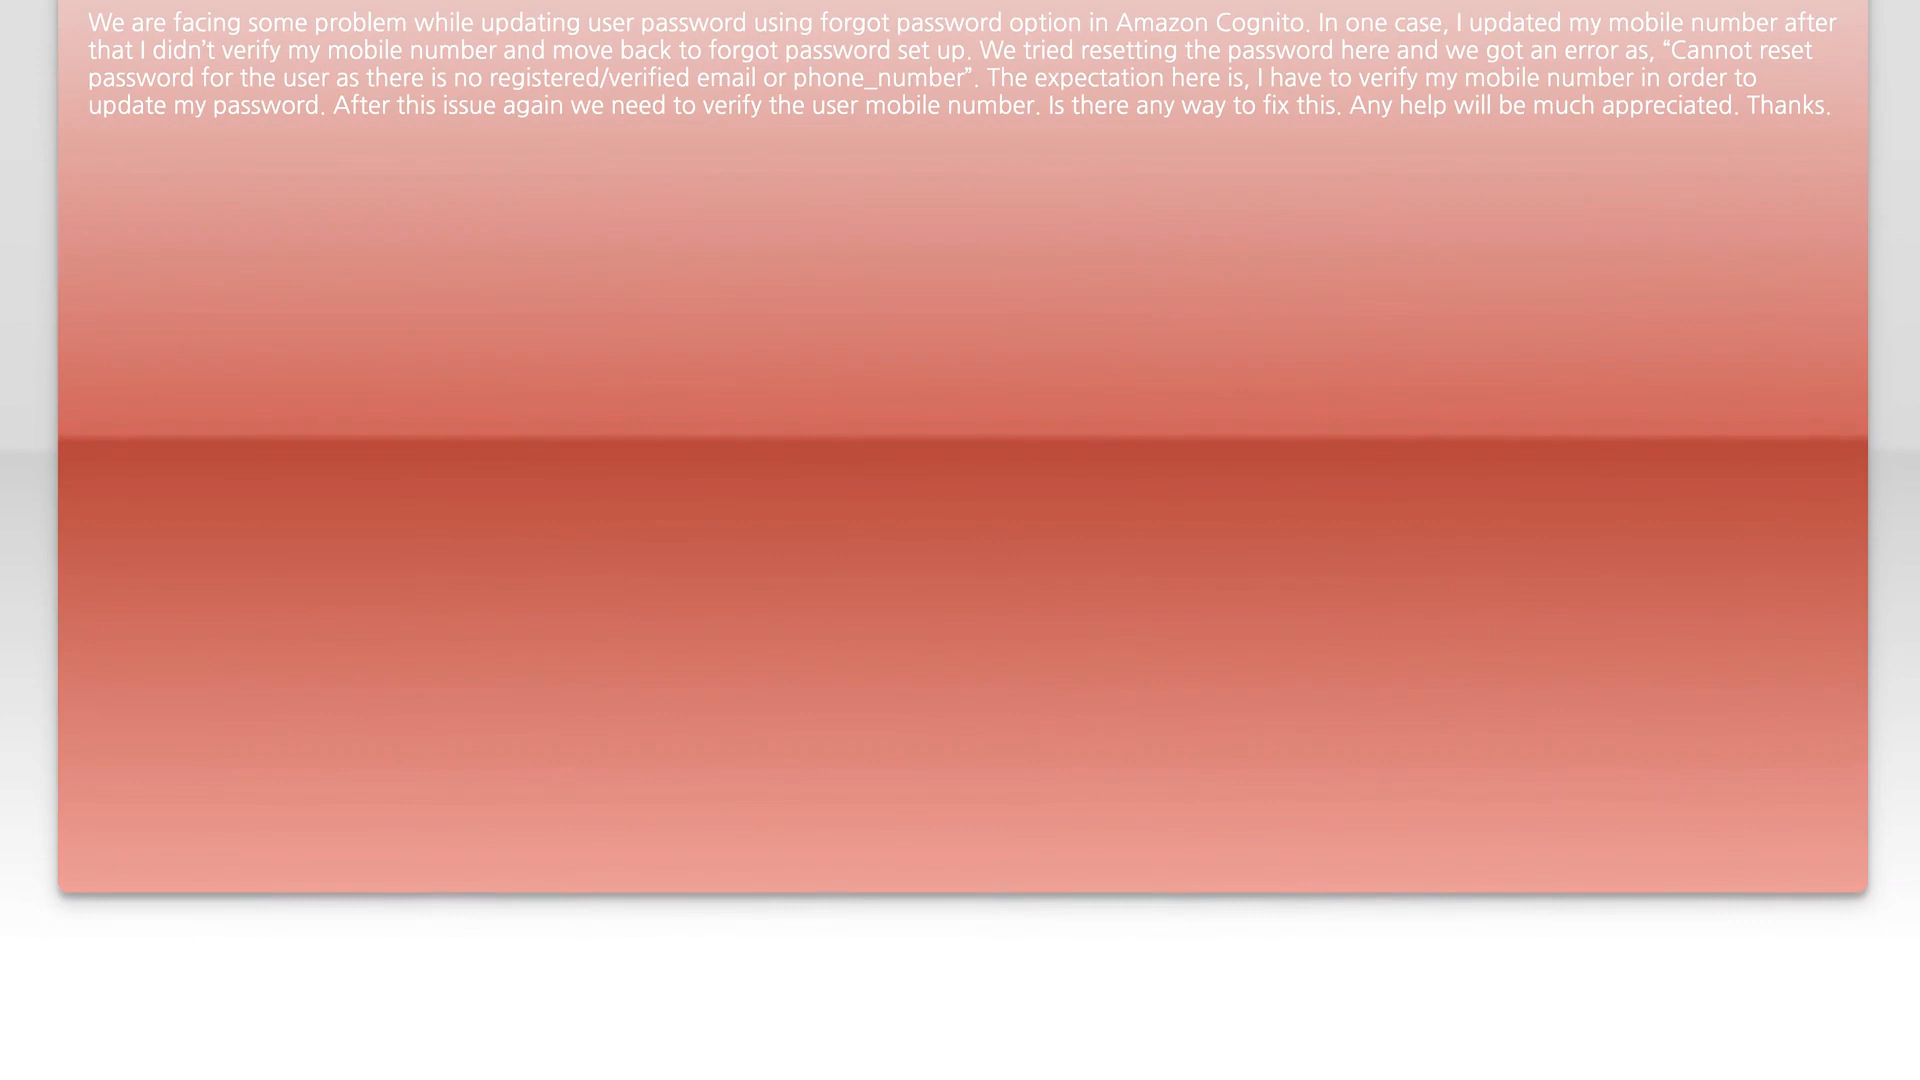 We are facing some problem while updating user password using forgot password option in Amazon Cognito. In one case, I updated my mobile number after
that I didn’t verify my mobile number and move back to forgot password set up. We tried resetting the password here and we got an error as, “Cannot reset
password for the user as there is no registered/verified email or phone_number”. The expectation here is, I have to verify my mobile number in order to
update my password. After this issue again we need to verify the user mobile number. Is there any way to fix this. Any help will be much appreciated. Thanks.